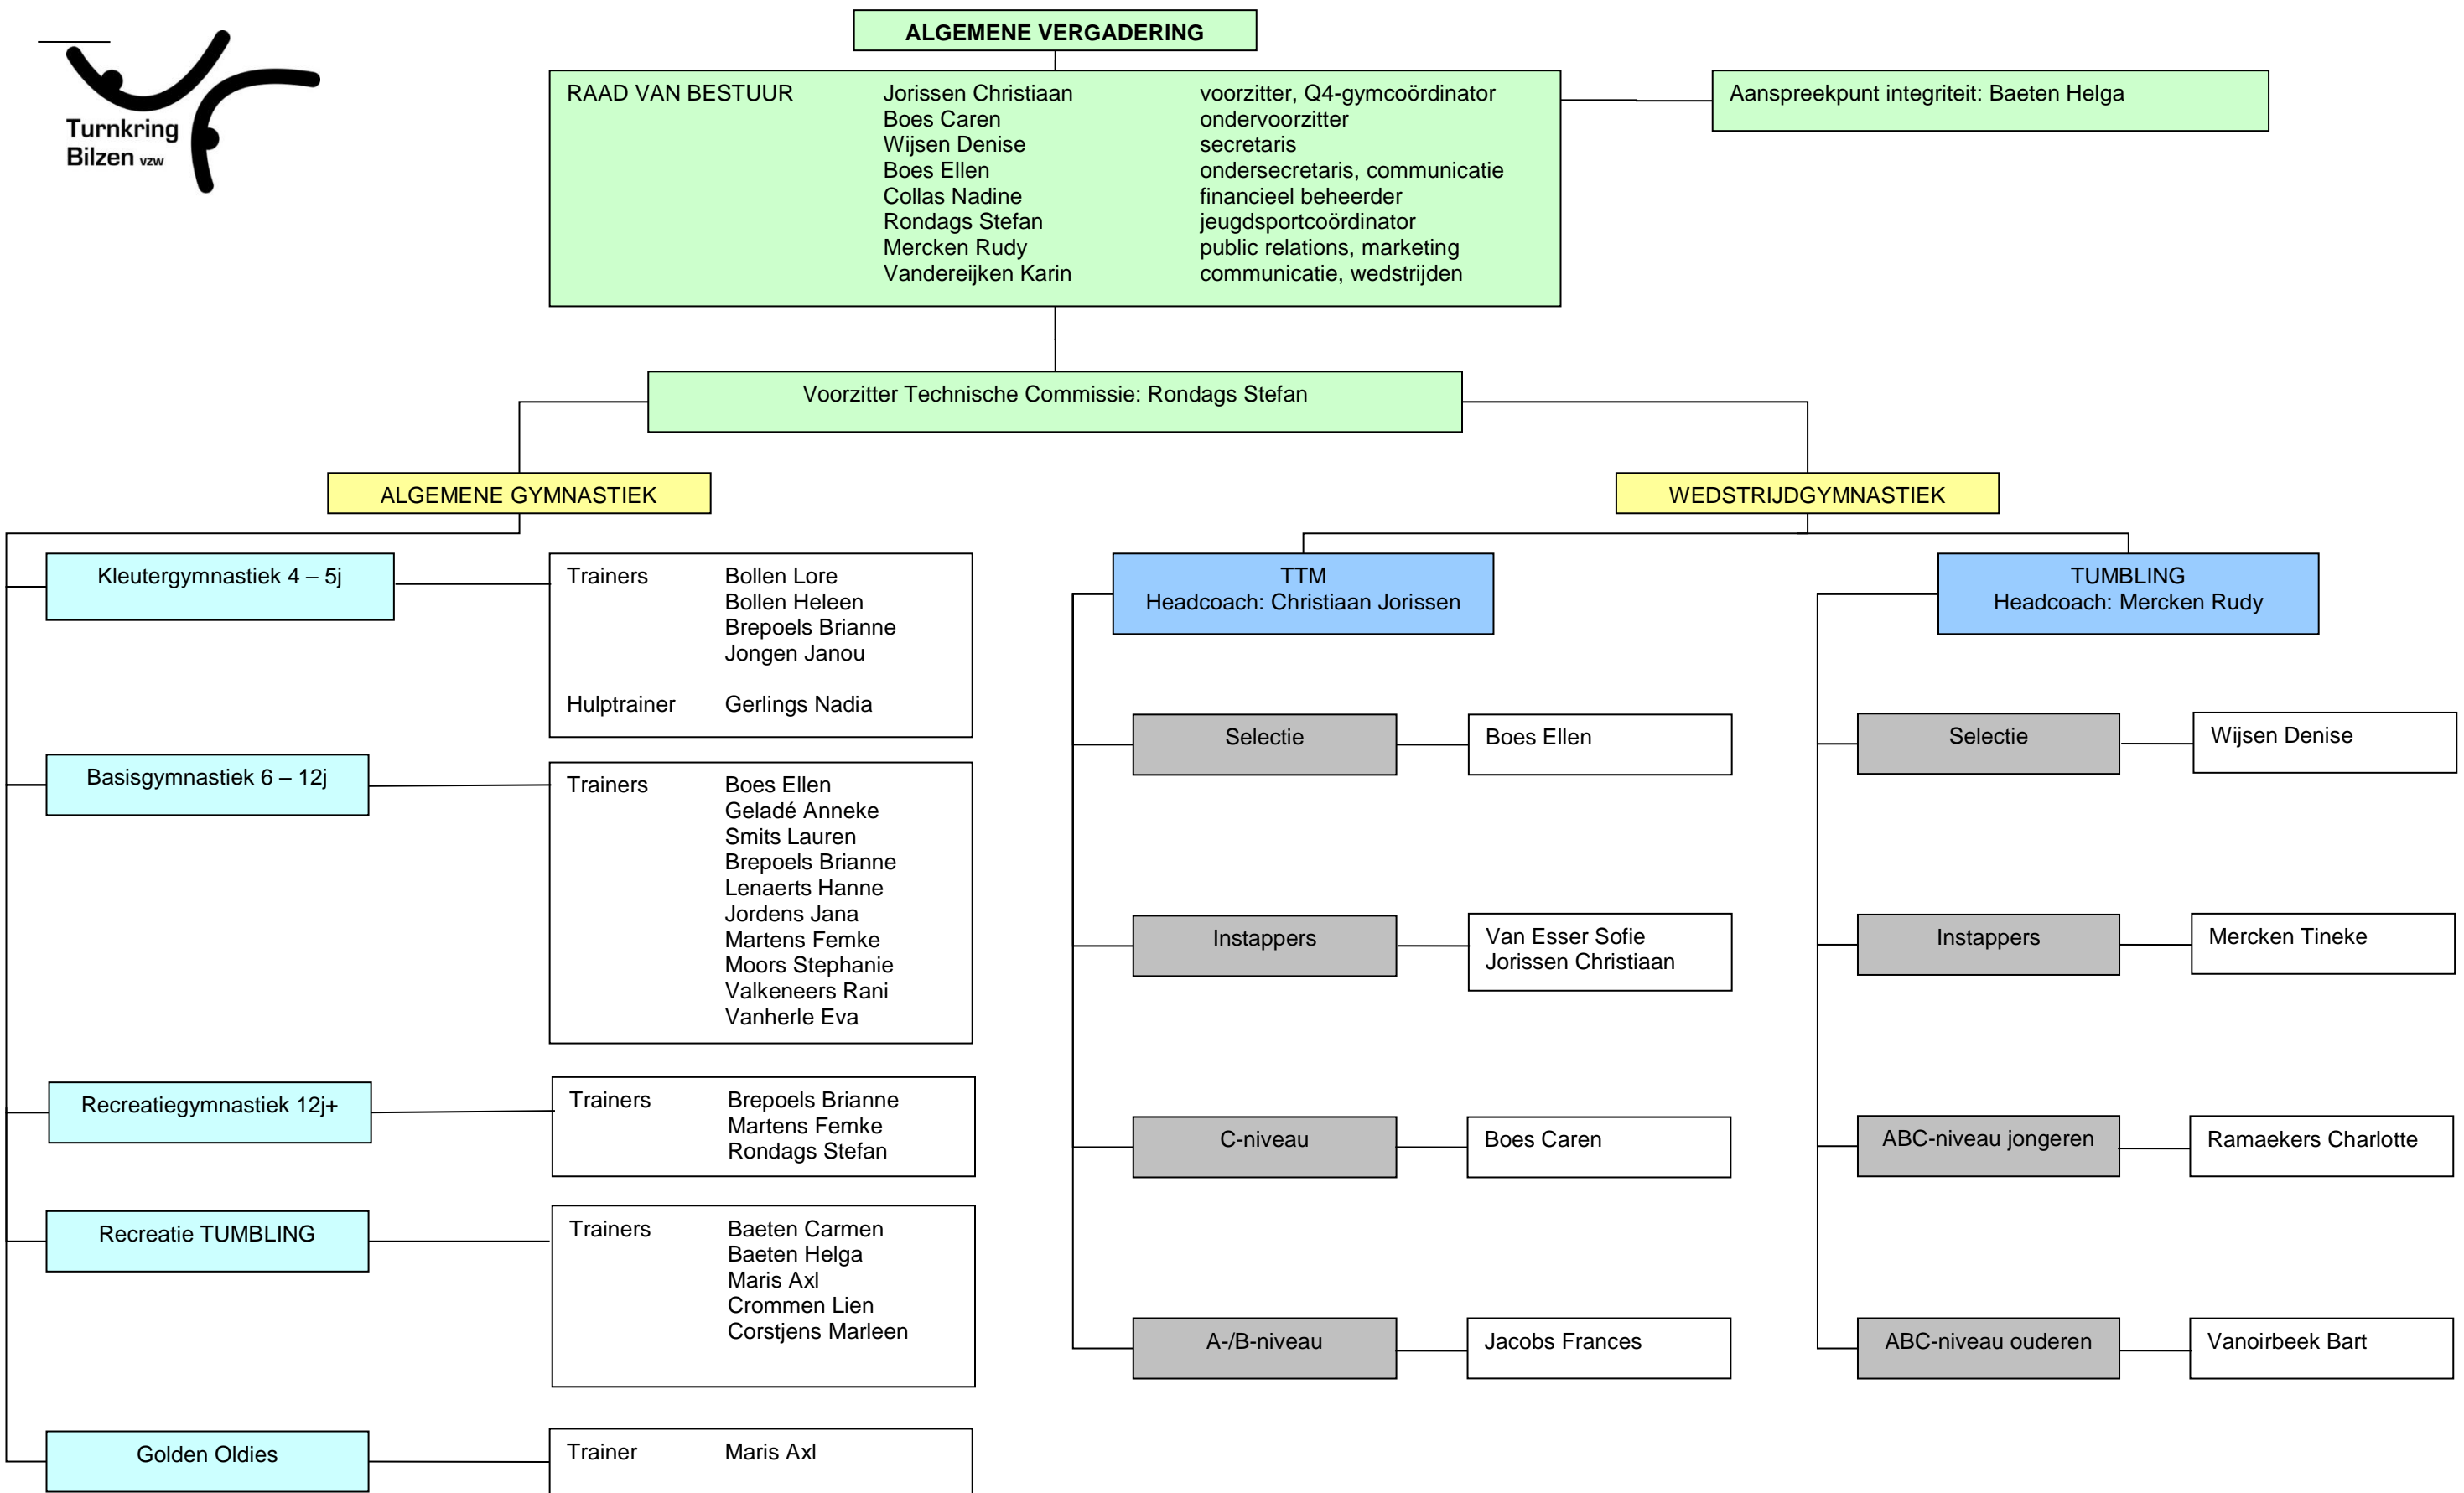 Turnkring
Bilzen vzw
ALGEMENE VERGADERING
RAAD VAN BESTUUR Jorissen Christiaan voorzitter, Q4-gymcoördinator
Boes Caren ondervoorzitter
Wijsen Denise secretaris
Boes Ellen ondersecretaris, communicatie
Collas Nadine financieel beheerder
Rondags Stefan jeugdsportcoördinator
Mercken Rudy public relations, marketing
Vandereijken Karin communicatie, wedstrijden
Aanspreekpunt integriteit: Baeten Helga
Voorzitter Technische Commissie: Rondags Stefan
ALGEMENE GYMNASTIEK
Kleutergymnastiek 4 – 5j
Trainers Bollen Lore
Bollen Heleen
Brepoels Brianne
Jongen Janou
Hulptrainer Gerlings Nadia
Basisgymnastiek 6 – 12j
Trainers Boes Ellen
Geladé Anneke
Smits Lauren
Brepoels Brianne
Lenaerts Hanne
Jordens Jana
Martens Femke
Moors Stephanie
Valkeneers Rani
Vanherle Eva
Recreatiegymnastiek 12j+
Trainers Brepoels Brianne
Martens Femke
Rondags Stefan
Recreatie TUMBLING
Trainers Baeten Carmen
Baeten Helga
Maris Axl
Crommen Lien
Corstjens Marleen
Golden Oldies
Trainer Maris Axl
WEDSTRIJDGYMNASTIEK
TTM
Headcoach: Christiaan Jorissen
Selectie
Boes Ellen
Instappers
Van Esser Sofie
Jorissen Christiaan
C-niveau
Boes Caren
A-/B-niveau
Jacobs Frances
TUMBLING
Headcoach: Mercken Rudy
Selectie
Wijsen Denise
Instappers
Mercken Tineke
ABC-niveau jongeren
Ramaekers Charlotte
ABC-niveau ouderen
Vanoirbeek Bart